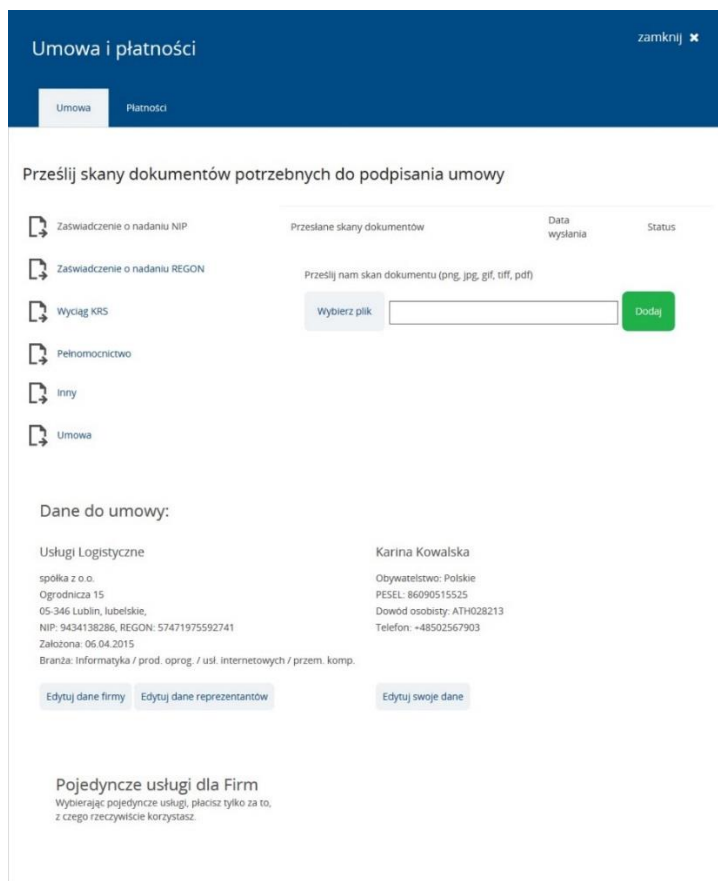 Umowa i płatności
zamknij ✖
Umowa
Płatności
Prześlij skany dokumentów potrzebnych do podpisania umowy
Zaświadczenie o nadaniu NIP
Zaświadczenie o nadaniu REGON
Wyciąg KRS
Pełnomocnictwo
Inny
Umowa
Przesłane skany dokumentów
Data
wysłania
Status
Prześlij nam skan dokumentu (png, jpg, gif, tiff, pdf)
Wybierz plik
Dodaj
Dane do umowy:
Usługi Logistyczne
spółka z o.o.
Ogrodnicza 15
05-346 Lublin, lubelskie,
NIP: 9434138286, REGON: 57471975592741
Założona: 06.04.2015
Branża: Informatyka / prod. oprog. / usł. internetowych / przem. komp.
Edytuj dane firmy
Edytuj dane reprezentantów
Karina Kowalska
Obywatelstwo: Polskie
PESEL: 86090515525
Dowód osobisty: ATH028213
Telefon: +48502567903
Edytuj swoje dane
Pojedyncze usługi dla Firm
Wybierając pojedyncze usługi, płacisz tylko za to,
z czego rzeczywiście korzystasz.